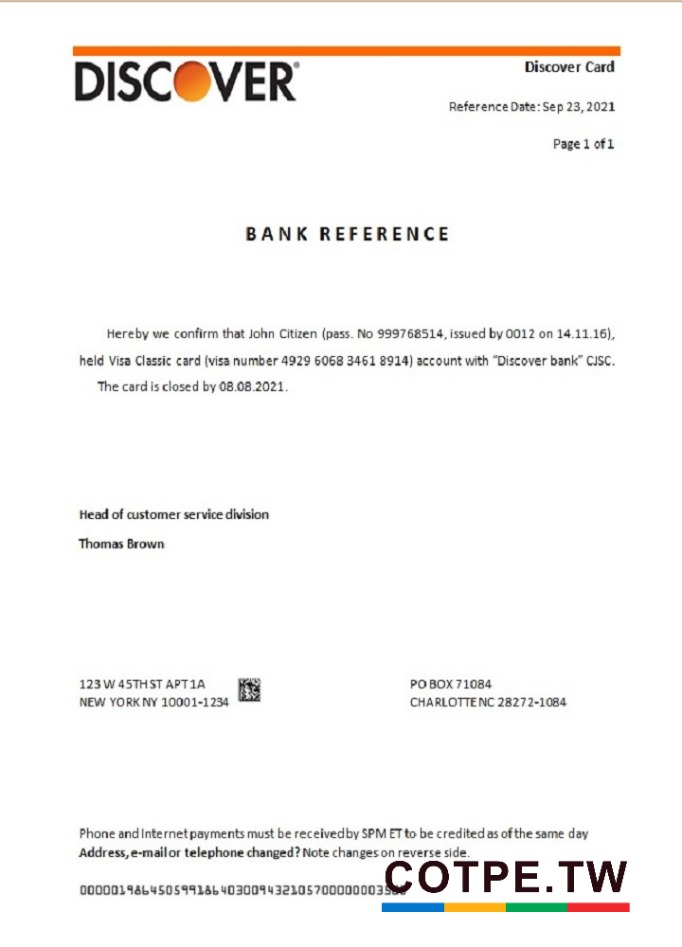 DISCOVER®
Discover Card
Reference Date: Sep 23, 2021
Page 1 of 1
BANK REFERENCE
Hereby we confirm that John Citizen (pass. No 999768514, issued by 0012 on 14.11.16),
held Visa Classic card (visa number 4929 6068 3461 8914) account with “Discover bank” CJSC.
The card is closed by 08.08.2021.
Head of customer service division
Thomas Brown
123 W 45TH ST APT 1A
NEW YORK NY 10001-1234
PO BOX 71084
CHARLOTTE NC 28272-1084
Phone and Internet payments must be received by 5PM ET to be credited as of the same day
Address, e-mail or telephone changed? Note changes on reverse side.
COTPE.TW